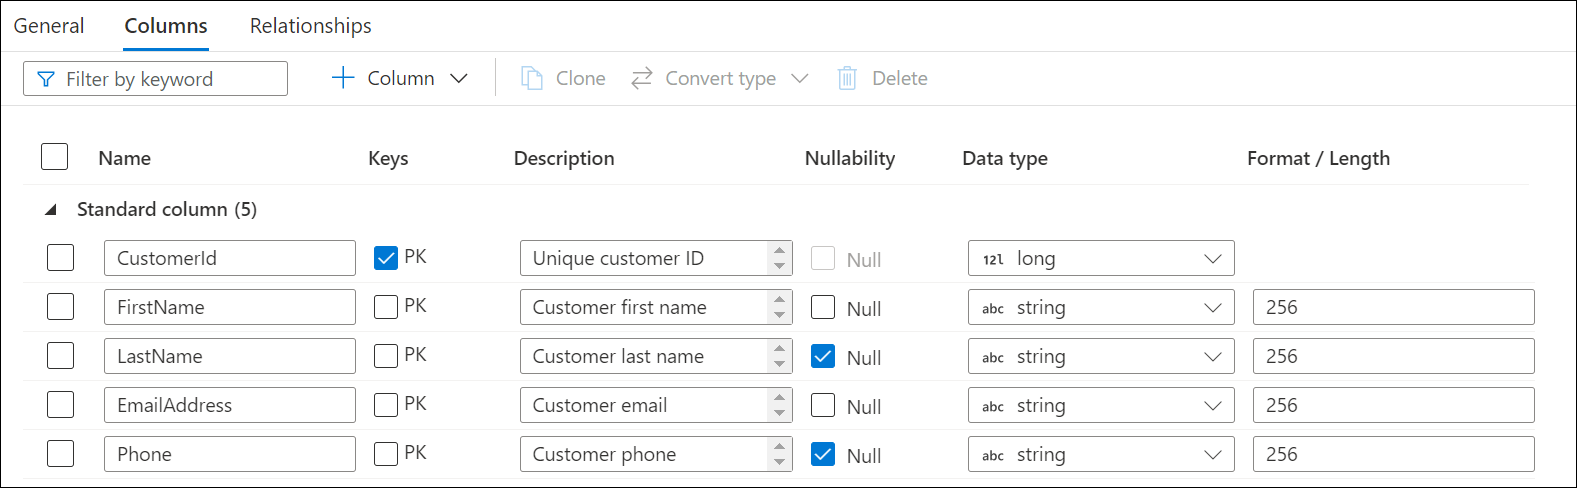 General Columns Relationships
Filter by keyword Column Clone Convert type Delete
Name Keys Description Nullability Data type Format / Length
Standard column (5)
CustomerId PK Unique customer ID Null 12l long
FirstName PK Customer first name Null abc string 256
LastName PK Customer last name Null abc string 256
EmailAddress PK Customer email Null abc string 256
Phone PK Customer phone Null abc string 256